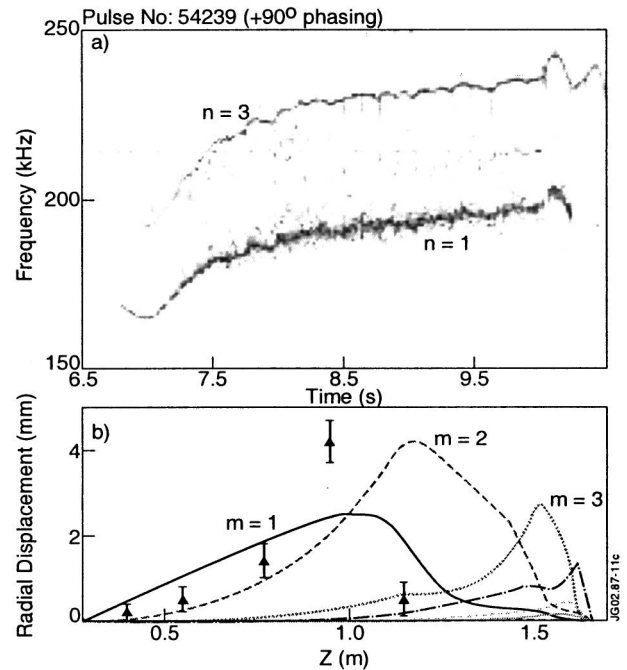 Pulse No: 54239 (+90º phasing)
a)
250
200
150
Frequency (kHz)
n = 3
n = 1
6.5
7.5
8.5
9.5
Time (s)
b)
4
2
0
Radial Displacement (mm)
m = 1
m = 2
m = 3
0.5
1.0
1.5
Z (m)
JG02.87-11c